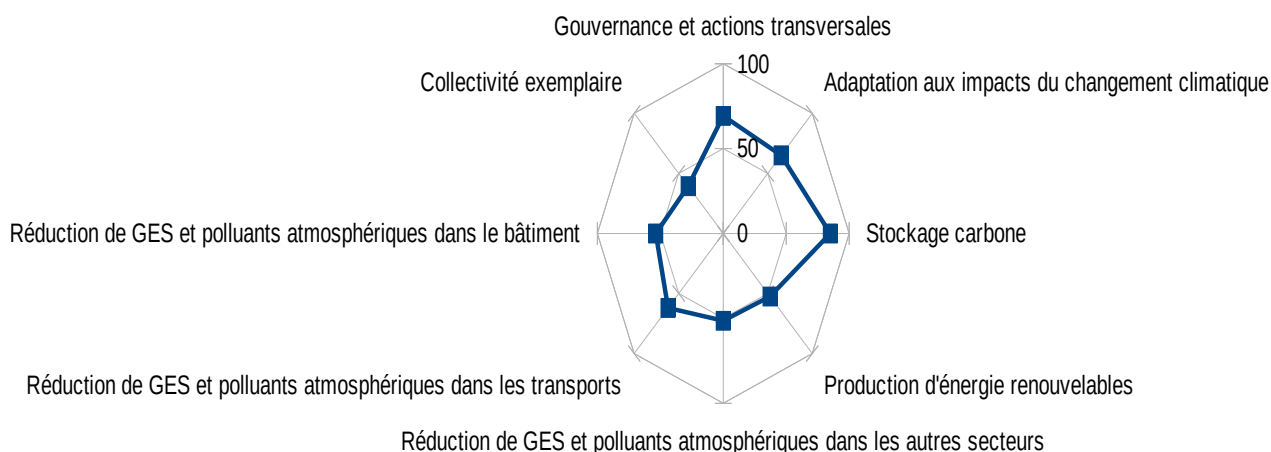 Gouvernance et actions transversales
100
Collectivité exemplaire
Adaptation aux impacts du changement climatique
50
Réduction de GES et polluants atmosphériques dans le bâtiment
0
Stockage carbone
Réduction de GES et polluants atmosphériques dans les transports
Production d'énergie renouvelables
Réduction de GES et polluants atmosphériques dans les autres secteurs